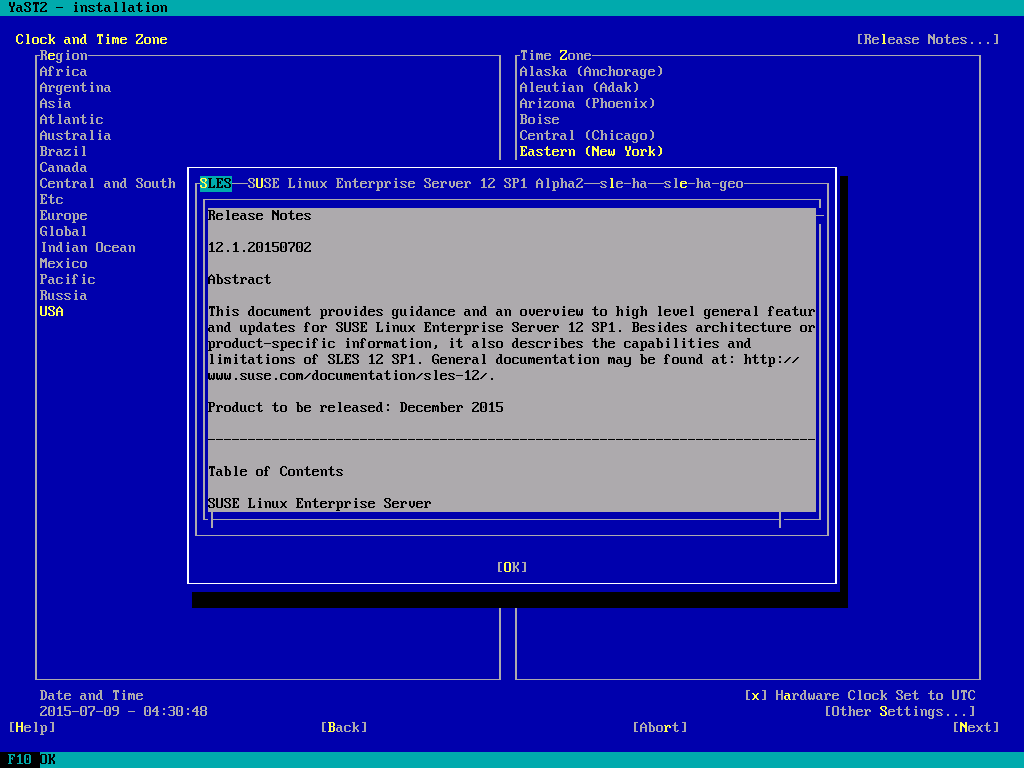 YaST2 - installation
Clock and Time Zone [Release Notes...]
Region Time Zone
Africa Alaska (Anchorage)
Argentina Aleutian (Adak)
Asia Arizona (Phoenix)
Atlantic Boise
Australia Central (Chicago)
Brazil Eastern (New York)
Canada
Central and South SLES SUSE Linux Enterprise Server 12 SP1 Alpha2 sle-ha sle-ha-geo
Etc
Europe Release Notes
Global
Indian Ocean 12.1.20150702
Mexico
Pacific Abstract
Russia
USA This document provides guidance and an overview to high level general featur
and updates for SUSE Linux Enterprise Server 12 SP1. Besides architecture or
product-specific information, it also describes the capabilities and
limitations of SLES 12 SP1. General documentation may be found at: http://
www.suse.com/documentation/sles-12/.
Product to be released: December 2015
Table of Contents
SUSE Linux Enterprise Server
[OK]
Date and Time [x] Hardware Clock Set to UTC
2015-07-09 - 04:30:48 [Other Settings...]
[Help] [Back] [Abort] [Next]
F10 OK